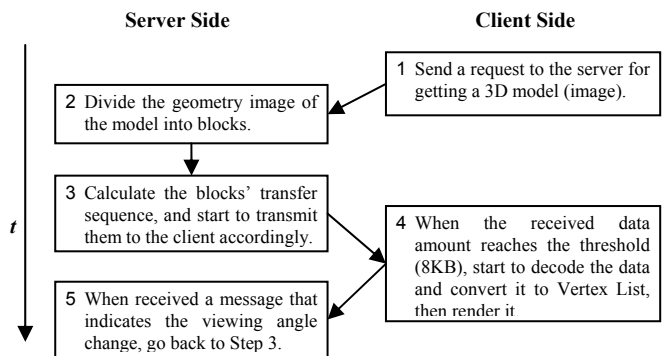 Server Side
Client Side
1 Send a request to the server for
getting a 3D model (image).
2 Divide the geometry image of
the model into blocks.
3 Calculate the blocks' transfer
sequence, and start to transmit
them to the client accordingly.
t
4 When the received data
amount reaches the threshold
(8KB), start to decode the data
and convert it to Vertex List,
then render it
5 When received a message that
indicates the viewing angle
change, go back to Step 3.